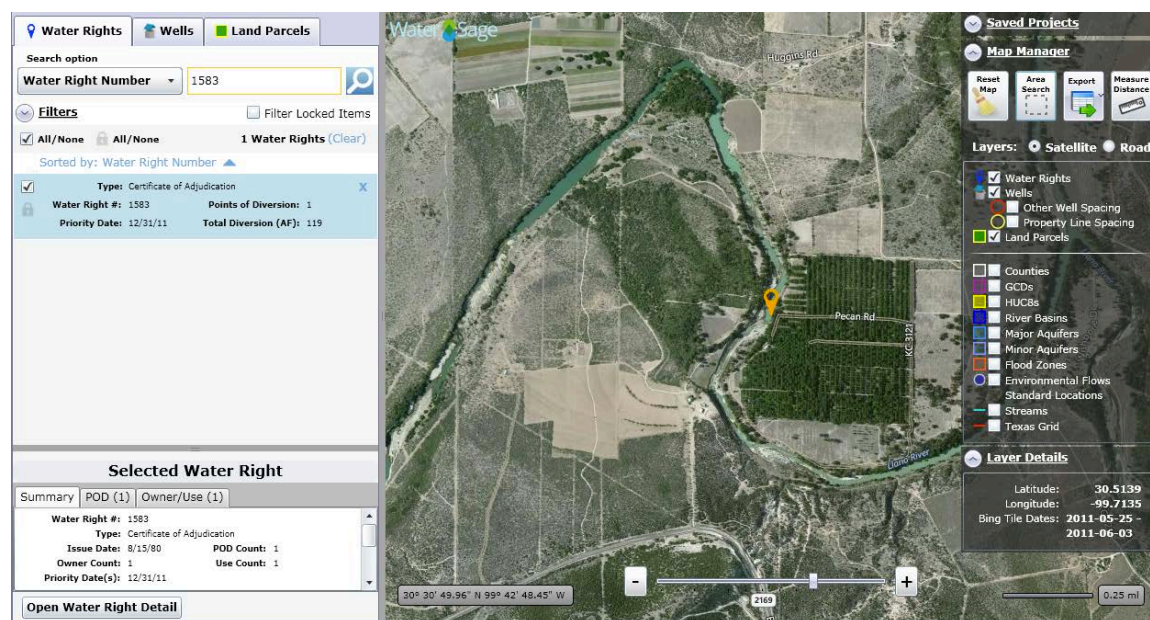 Water Rights
Wells
Land Parcels
Search option
Water Right Number
1583
Filters
Filter Locked Items
All/None
All/None
1 Water Rights (Clear)
Sorted by: Water Right Number
Type: Certificate of Adjudication
X
Water Right #: 1583
Points of Diversion: 1
Priority Date: 12/31/11
Total Diversion (AF): 119
Selected Water Right
Summary
POD (1)
Owner/Use (1)
Water Right #: 1583
Type: Certificate of Adjudication
Issue Date: 8/15/80
POD Count: 1
Owner Count: 1
Use Count: 1
Priority Date(s): 12/31/11
Open Water Right Detail
Water Sage
Huggins Rd
Pecan Rd
KC 3121
Llano River
2169
30° 30' 49.96" N 99° 42' 48.45" W
-
+
0.25 ml
Saved Projects
Map Manager
Reset Map
Area Search
Export
Measure Distance
Layers: Satellite Road
Water Rights
Wells
Other Well Spacing
Property Line Spacing
Land Parcels
Counties
GCDs
HUC8s
River Basins
Major Aquifers
Minor Aquifers
Flood Zones
Environmental Flows
Standard Locations
Streams
Texas Grid
Layer Details
Latitude: 30.5139
Longitude: -99.7135
Bing Tile Dates: 2011-05-25 -
2011-06-03